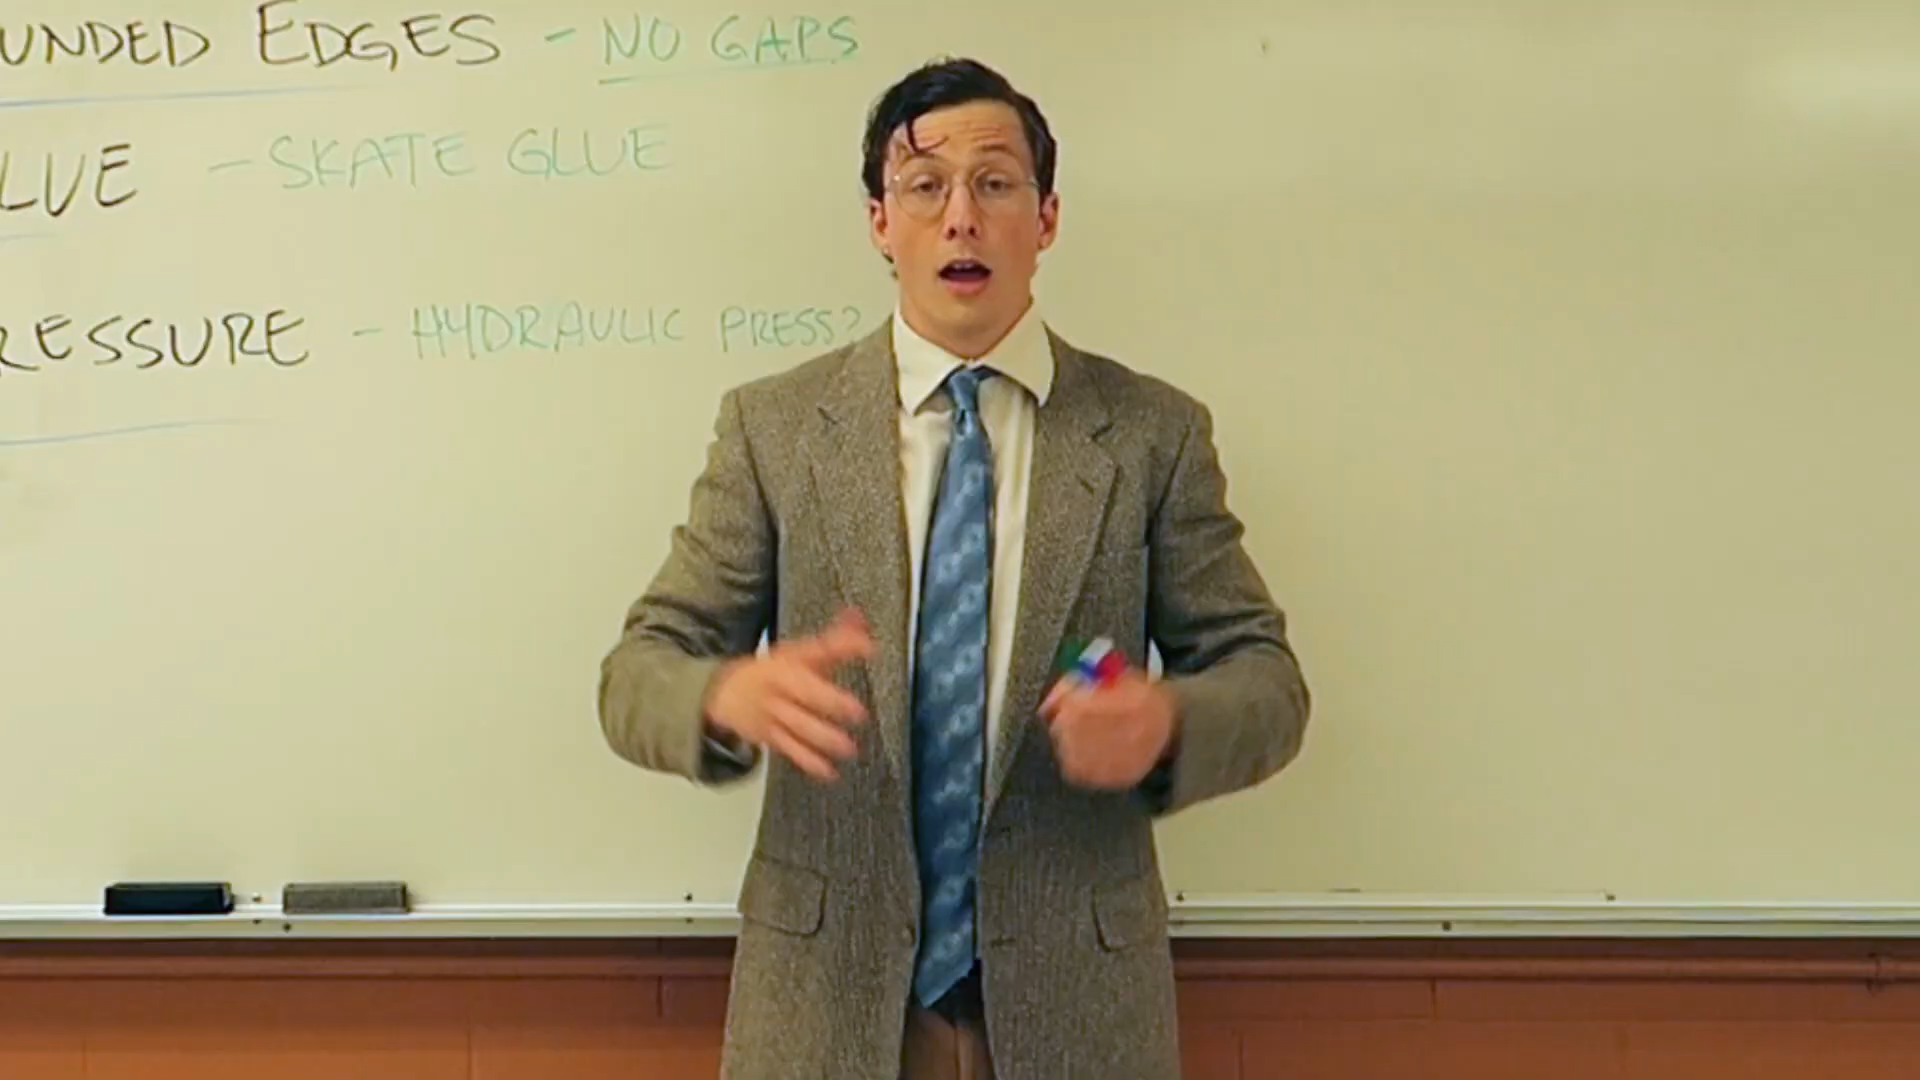 UNDED EDGES - NO GAPS
LUE - SKATE GLUE
RESSURE - HYDRAULIC PRESS?